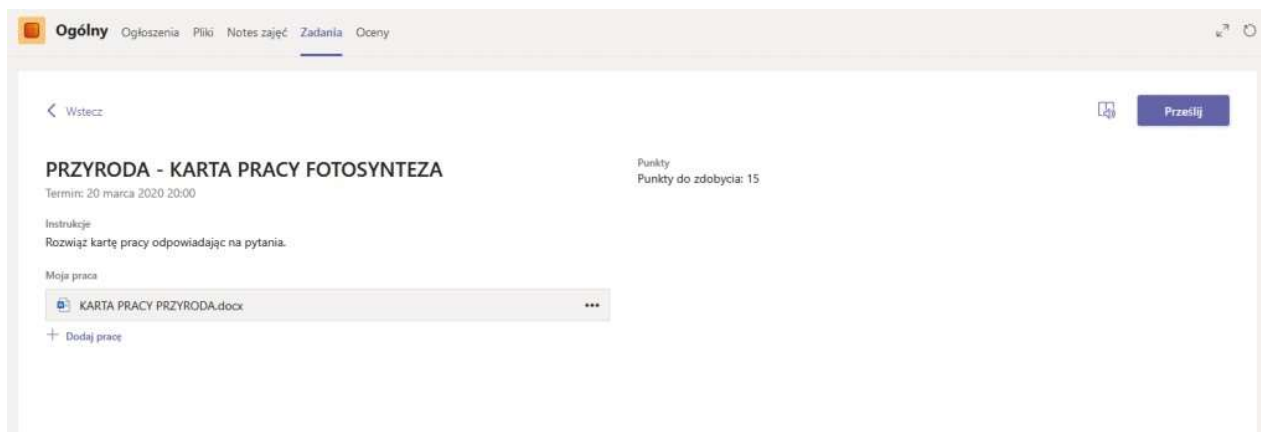 Ogólny Ogłoszenia Pliki Notes zajęć Zadania Oceny
Wstecz
Prześlij
PRZYRODA - KARTA PRACY FOTOSYNTEZA
Termin: 20 marca 2020 20:00
Punkty
Punkty do zdobycia: 15
Instrukcje
Rozwiąż kartę pracy odpowiadając na pytania.
Moja praca
KARTA PRACY PRZYRODA.docx
Dodaj pracę